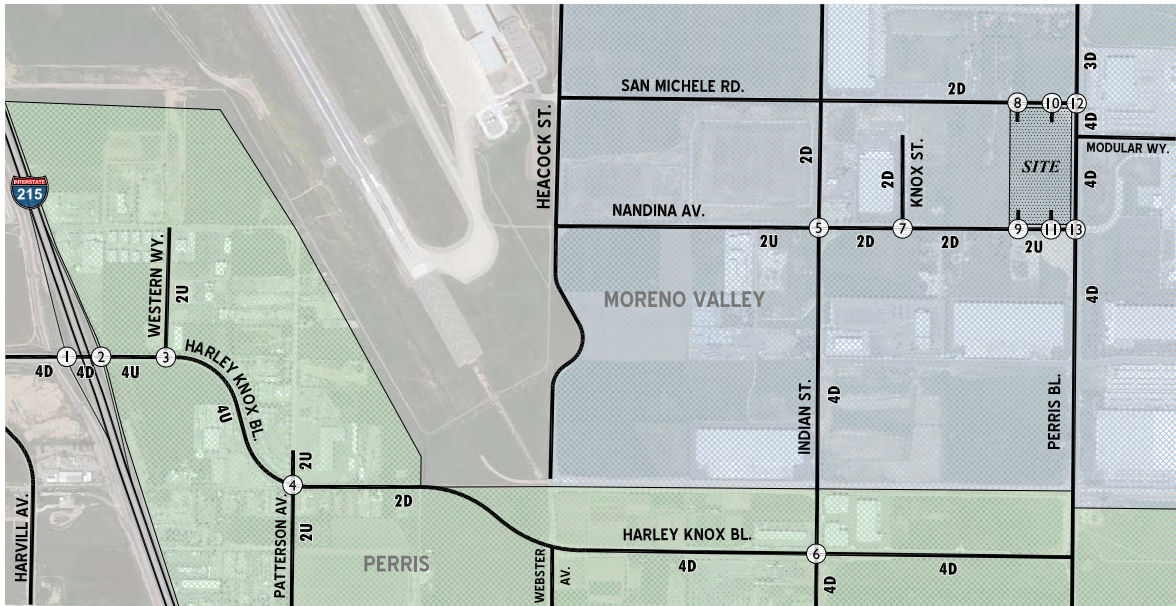 SAN MICHELE RD.
2D
3D
8
10
12
4D
MODULAR WY.
HEACOCK ST.
2D
2D
KNOX ST.
SITE
4D
INTERSTATE
215
NANDINA AV.
2U
5
2D
7
2D
9
11
13
2U
WESTERN WY.
2U
MORENO VALLEY
4D
1
2
3
4D
4D
4U
HARLEY KNOX BL.
4U
INDIAN ST.
4D
PERRIS BL.
HARVILL AV.
PATTERSON AV.
2U
4
2D
2U
PERRIS
WEBSTER
AV.
HARLEY KNOX BL.
4D
6
4D
4D